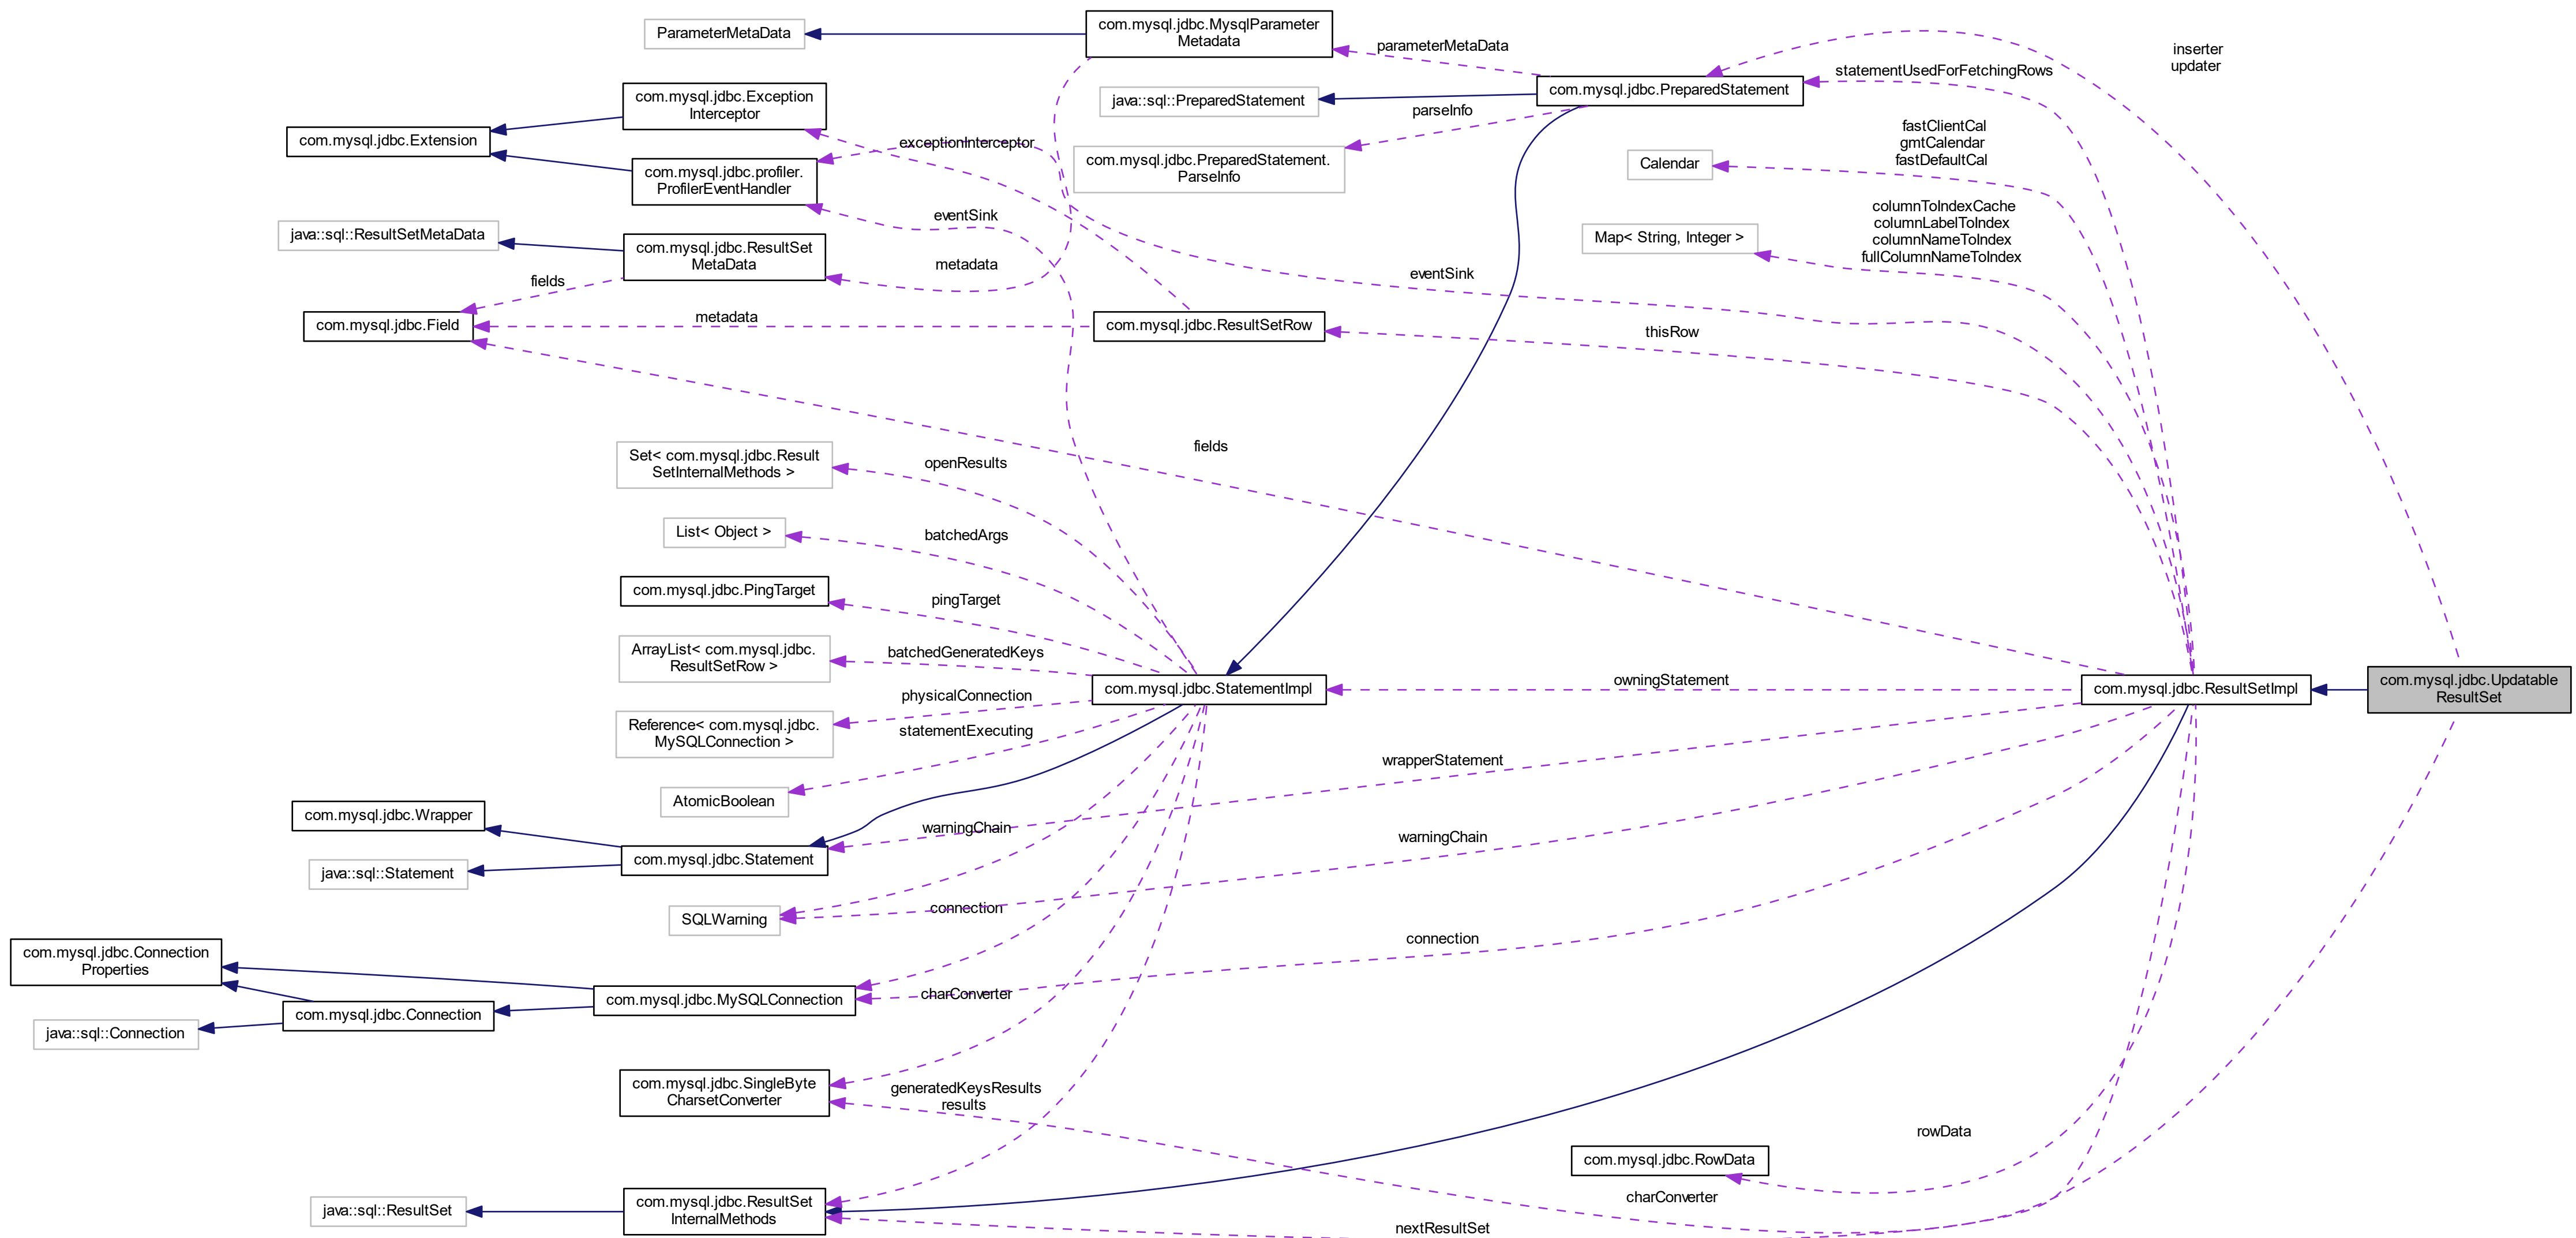 com.mysql.jdbc.MysqlParameter
Metadata
ParameterMetaData
parameterMetaData
inserter
updater
statementUsedForFetchingRows
com.mysql.jdbc.PreparedStatement
java::sql::PreparedStatement
parseInfo
com.mysql.jdbc.Exception
Interceptor
com.mysql.jdbc.Extension
exceptionInterceptor
com.mysql.jdbc.PreparedStatement.
ParseInfo
fastClientCal
gmtCalendar
fastDefaultCal
Calendar
com.mysql.jdbc.profiler.
ProfilerEventHandler
eventSink
java::sql::ResultSetMetaData
com.mysql.jdbc.ResultSet
MetaData
metadata
Map< String, Integer >
columnToIndexCache
columnLabelToIndex
columnNameToIndex
fullColumnNameToIndex
eventSink
fields
com.mysql.jdbc.Field
metadata
com.mysql.jdbc.ResultSetRow
thisRow
fields
Set< com.mysql.jdbc.Result
SetInternalMethods >
openResults
List< Object >
batchedArgs
com.mysql.jdbc.PingTarget
pingTarget
ArrayList< com.mysql.jdbc.
ResultSetRow >
batchedGeneratedKeys
com.mysql.jdbc.StatementImpl
owningStatement
com.mysql.jdbc.ResultSetImpl
com.mysql.jdbc.Updatable
ResultSet
physicalConnection
Reference< com.mysql.jdbc.
MySQLConnection >
statementExecuting
wrapperStatement
AtomicBoolean
com.mysql.jdbc.Wrapper
warningChain
warningChain
com.mysql.jdbc.Statement
java::sql::Statement
SQLWarning
connection
connection
com.mysql.jdbc.Connection
Properties
com.mysql.jdbc.MySQLConnection
charConverter
com.mysql.jdbc.Connection
java::sql::Connection
com.mysql.jdbc.SingleByte
CharsetConverter
generatedKeysResults
results
rowData
com.mysql.jdbc.RowData
charConverter
java::sql::ResultSet
com.mysql.jdbc.ResultSet
InternalMethods
nextResultSet